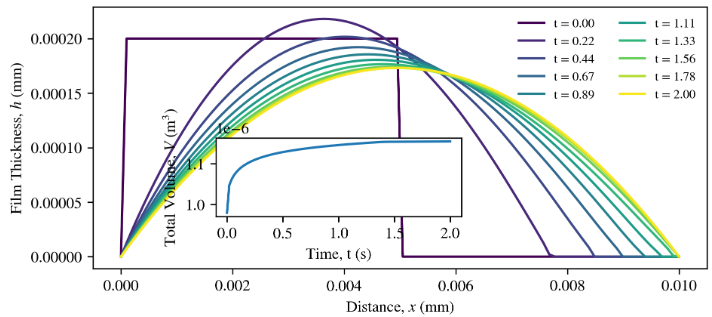 Film Thickness, h (mm)
0.00020
0.00015
0.00010
0.00005
0.00000
t = 0.00
t = 0.22
t = 0.44
t = 0.67
t = 0.89
t = 1.11
t = 1.33
t = 1.56
t = 1.78
t = 2.00
1e−6
Total Volume, V (m³)
1.1
1.0
0.0 0.5 1.0 1.5 2.0
Time, t (s)
0.000 0.002 0.004 0.006 0.008 0.010
Distance, x (mm)